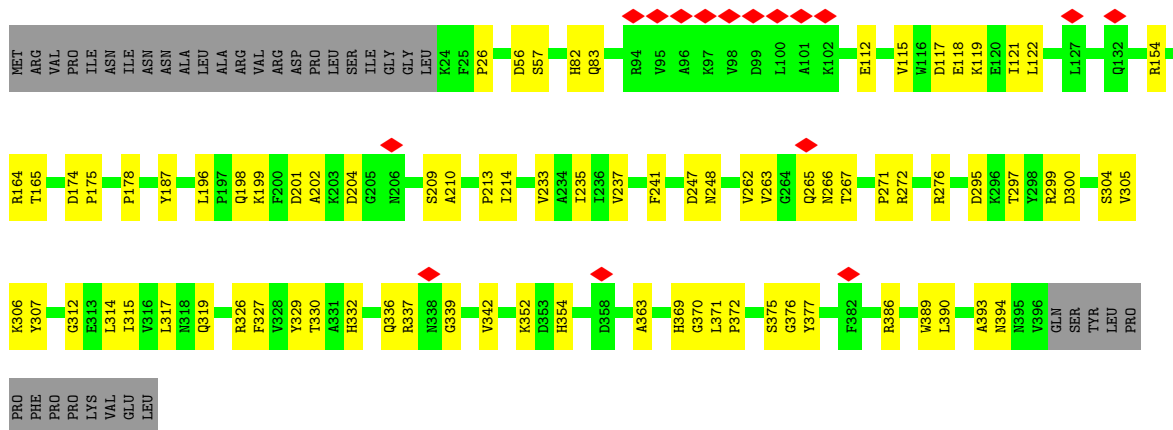 MET ARG VAL PRO ILE ASN ILE ASN ASN ALA LEU ALA ARG VAL ARG ASP PRO LEU SER ILE GLY GLY LEU K24 F25 P26 D56 S57 H82 Q83 R94 V95 A96 K97 V98 D99 L100 A101 K102 E112 V115 W116 D117 E118 K119 E120 I121 L122 L127 Q132 R154
R164 T165 D174 P175 P178 Y187 L196 P197 Q198 K199 F200 D201 A202 K203 D204 G205 N206 S209 A210 P213 I214 V233 A234 I235 I236 V237 F241 D247 N248 V262 V263 G264 Q265 N266 T267 P271 R272 R276 D295 K296 T297 Y298 R299 D300 S304 V305
K306 Y307 G312 E313 L314 I315 V316 L317 N318 Q319 R326 F327 V328 Y329 T330 A331 H332 Q336 R337 N338 G339 V342 K352 D353 H354 D358 A363 H369 G370 L371 P372 S375 G376 Y377 F382 R386 W389 L390 A393 N394 N395 V396 GLN SER TYR LEU PRO
PRO PHE PRO PRO LYS VAL GLU LEU